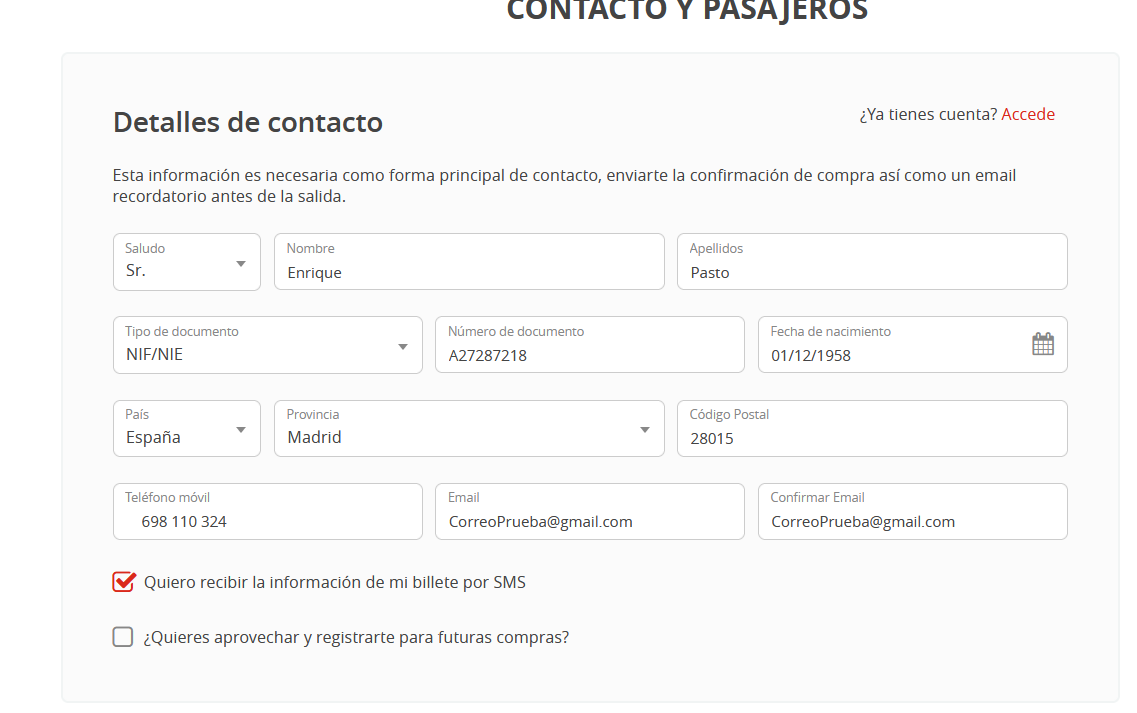 CONTACTO Y PASAJEROS
Detalles de contacto
¿Ya tienes cuenta? Accede
Esta información es necesaria como forma principal de contacto, enviarte la confirmación de compra así como un email
recordatorio antes de la salida.
Saludo
Sr.
Nombre
Enrique
Apellidos
Pasto
Tipo de documento
NIF/NIE
Número de documento
A27287218
Fecha de nacimiento
01/12/1958
País
España
Provincia
Madrid
Código Postal
28015
Teléfono móvil
698 110 324
Email
CorreoPrueba@gmail.com
Confirmar Email
CorreoPrueba@gmail.com
Quiero recibir la información de mi billete por SMS
¿Quieres aprovechar y registrarte para futuras compras?